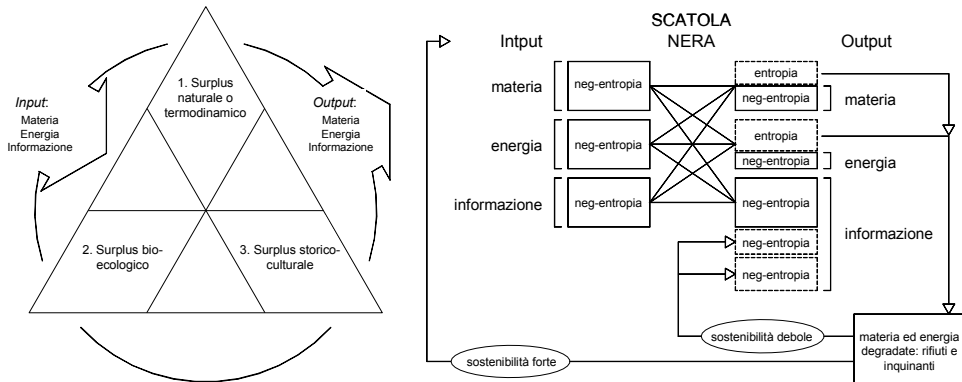 1. Surplus
naturale o
termodinamico
Input:
Materia
Energia
Informazione
Output:
Materia
Energia
Informazione
2. Surplus bio-
ecologico
3. Surplus storico-
culturale
SCATOLA
NERA
Intput
Output
materia
neg-entropia
entropia
neg-entropia
materia
energia
neg-entropia
entropia
neg-entropia
energia
informazione
neg-entropia
neg-entropia
neg-entropia
neg-entropia
informazione
sostenibilità debole
sostenibilità forte
materia ed energia
degradate: rifiuti e
inquinanti